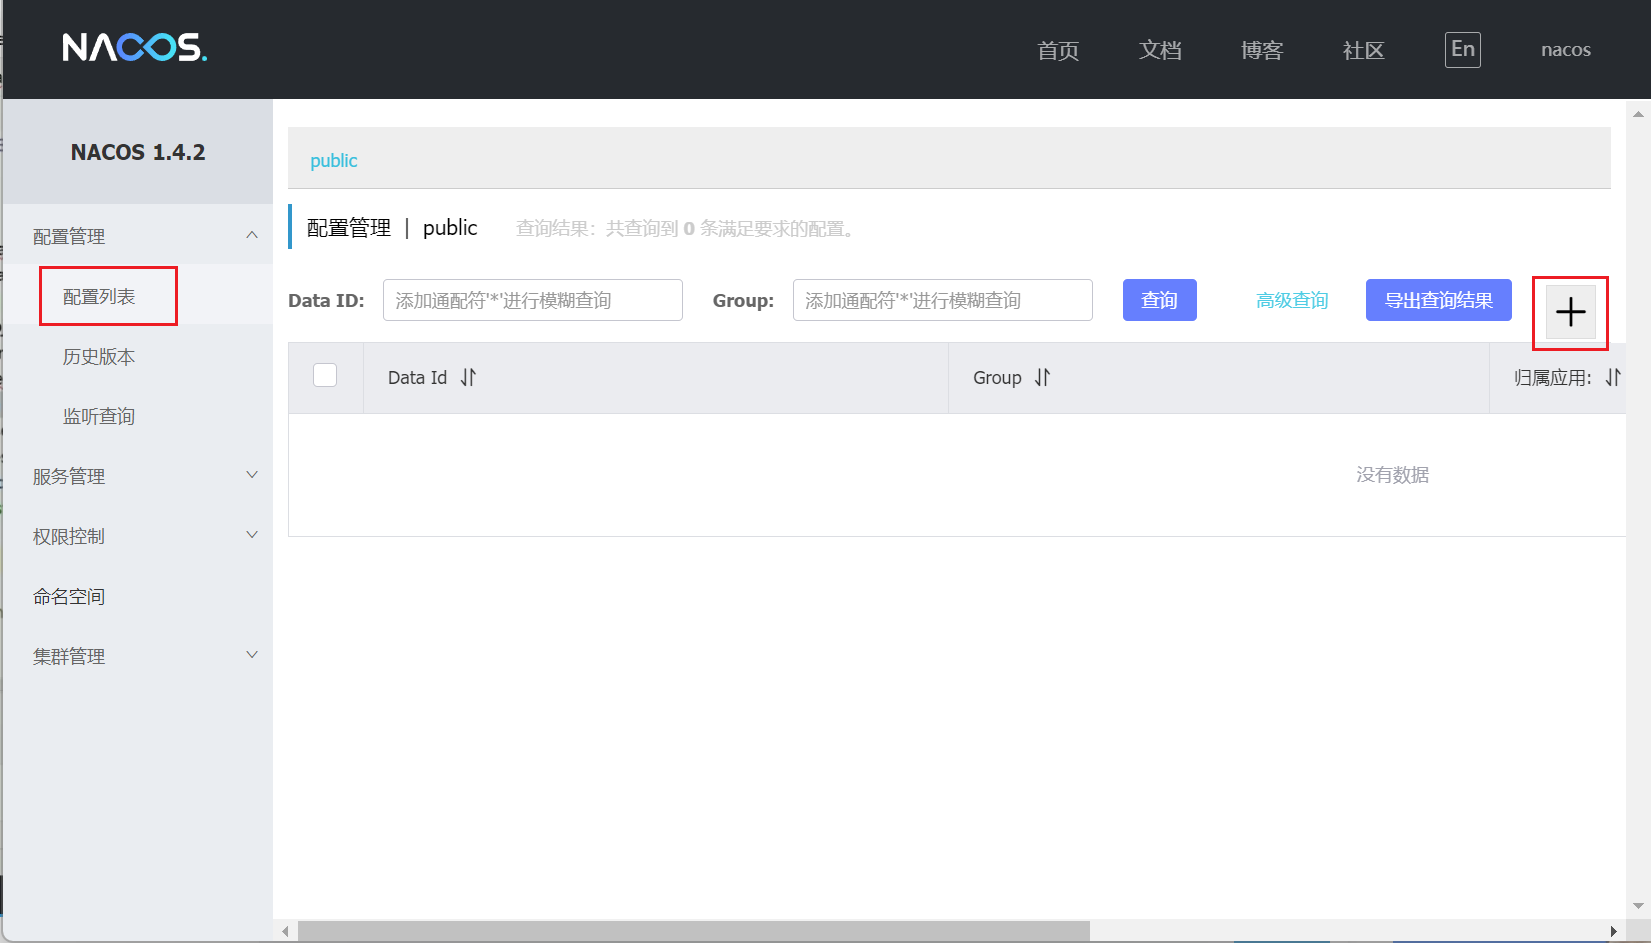 NACOS.
首页 文档 博客 社区 En nacos
NACOS 1.4.2
public
配置管理
配置列表
历史版本
监听查询
服务管理
权限控制
命名空间
集群管理
配置管理 | public 查询结果：共查询到 0 条满足要求的配置。
Data ID: 添加通配符'*'进行模糊查询 Group: 添加通配符'*'进行模糊查询 查询 高级查询 导出查询结果 +
Data Id Group 归属应用:
没有数据